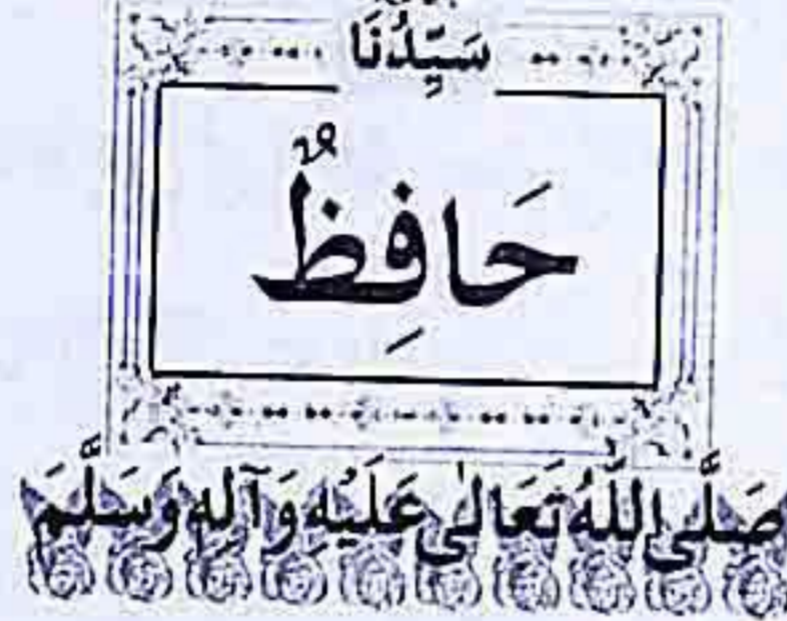 سَيِّدُنَا
حَافِظٌ
صَلَّى اللّٰهُ تَعَالٰى عَلَيْهِ وَآلِهٖ وَسَلَّمَ